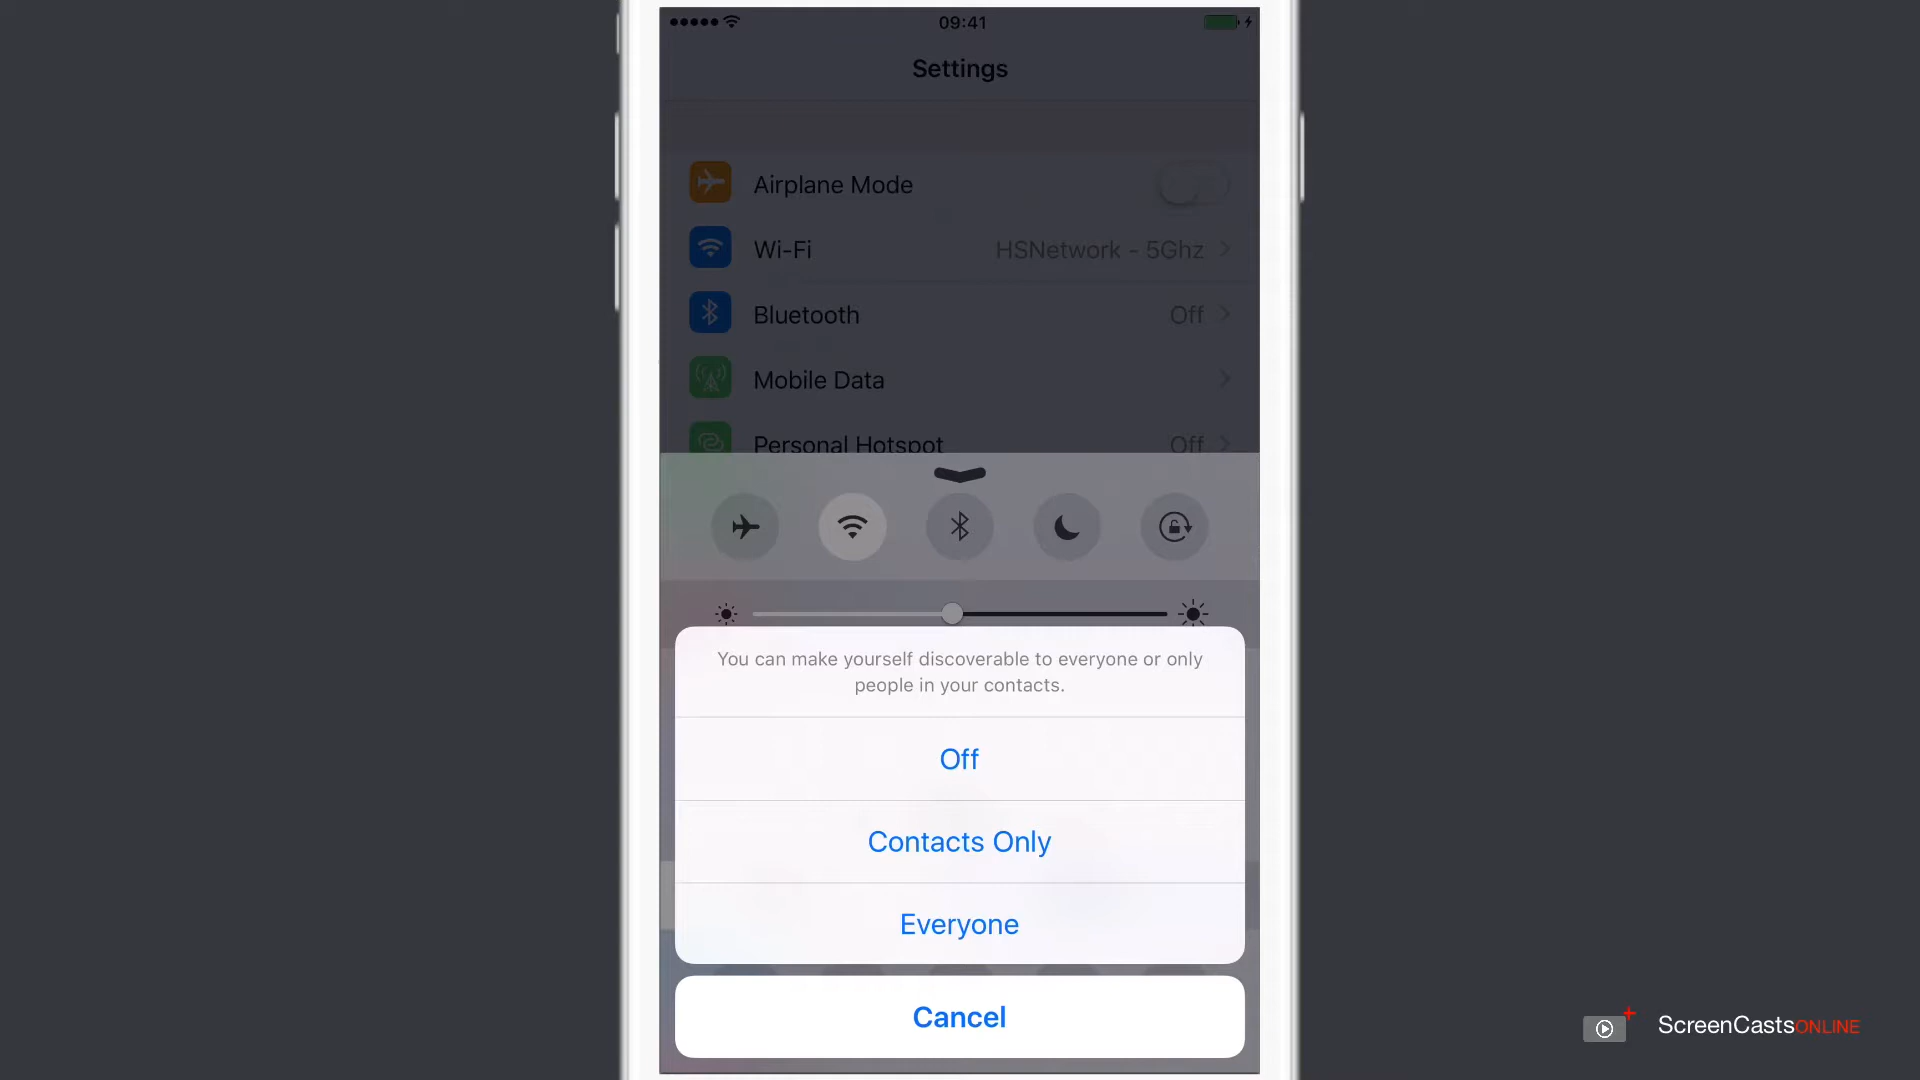 09:41
Settings
Airplane Mode
Wi-Fi HSNetwork - 5Ghz
Bluetooth Off
Mobile Data
Personal Hotspot Off
You can make yourself discoverable to everyone or only
people in your contacts.
Off
Contacts Only
Everyone
Cancel
ScreenCastsONLINE